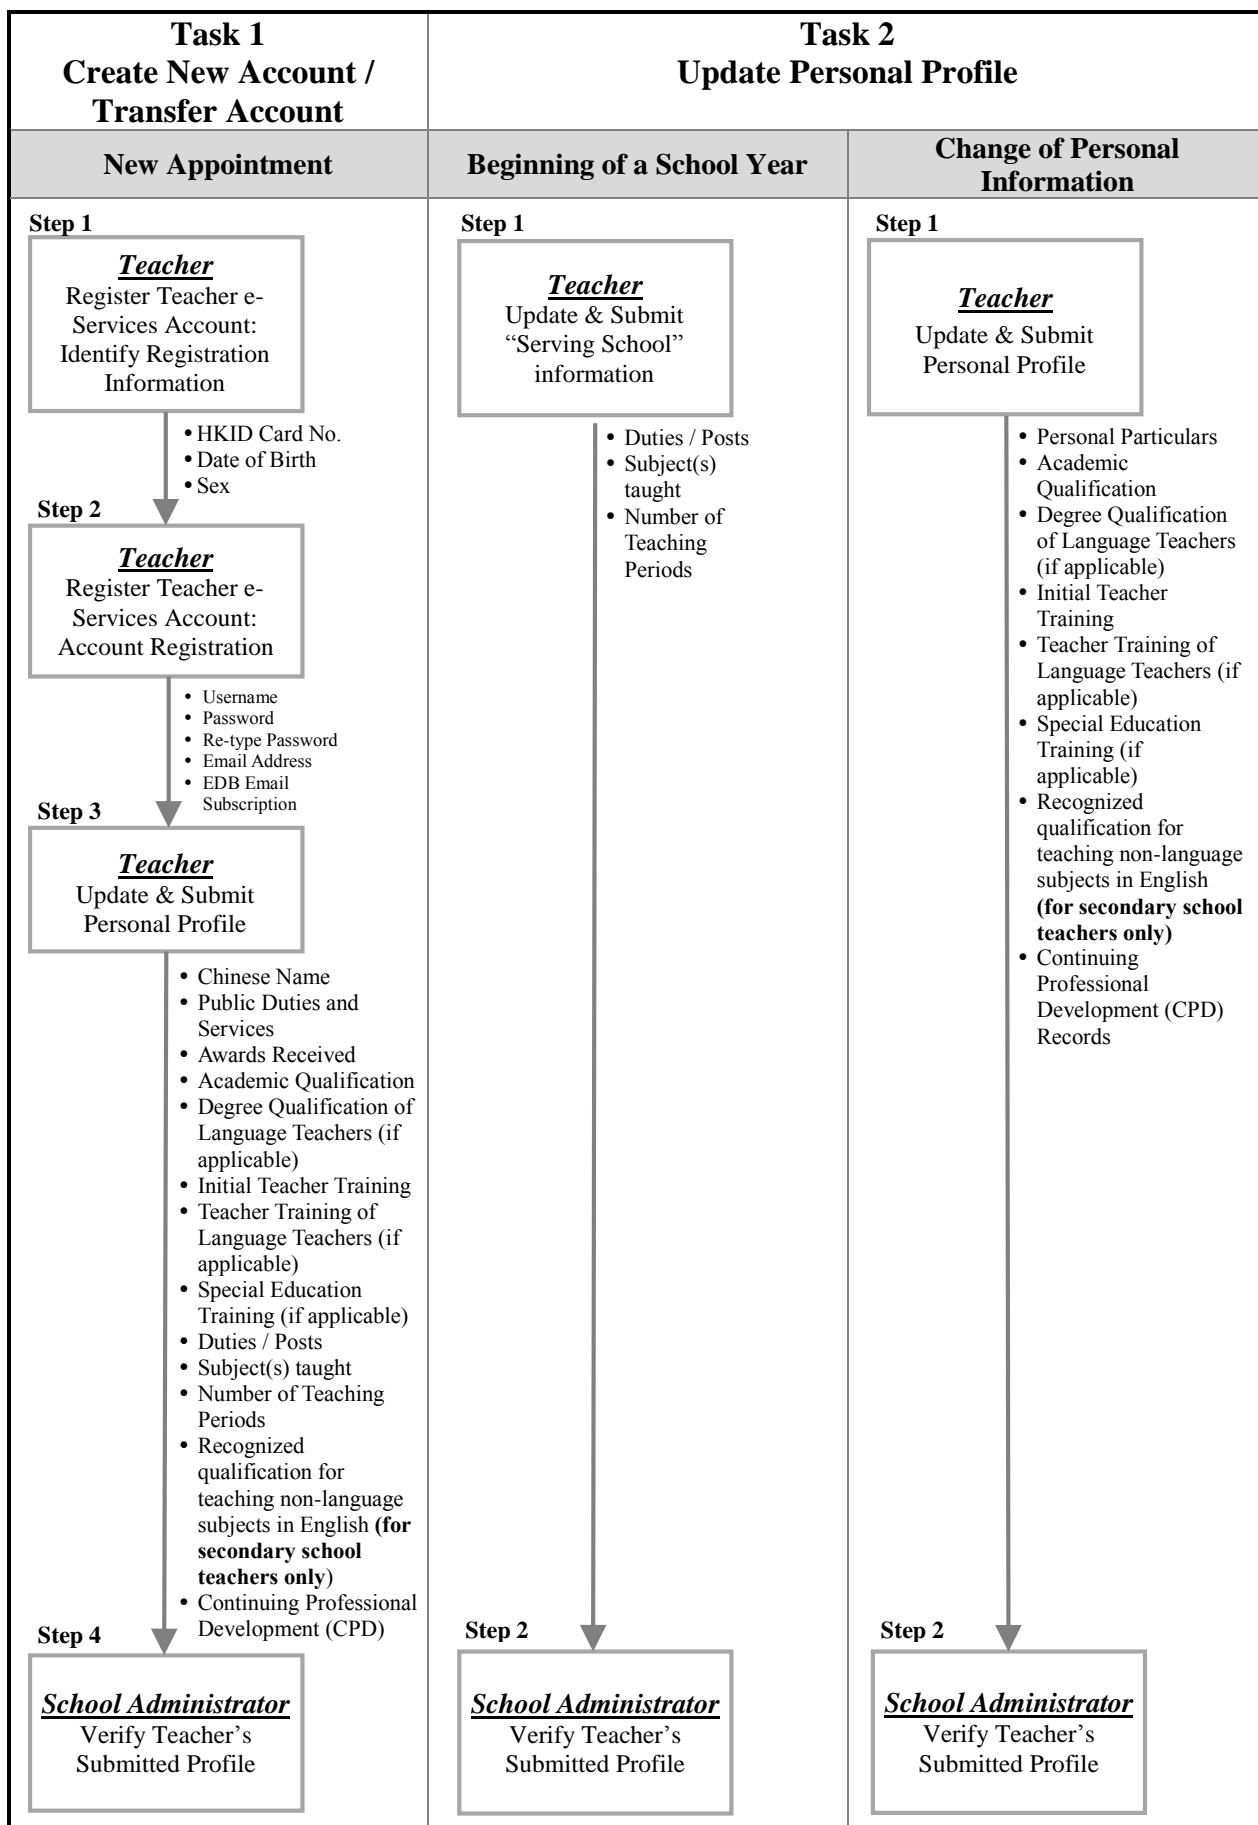 Task 1
Create New Account /
Transfer Account
Task 2
Update Personal Profile
New Appointment
Beginning of a School Year
Change of Personal
Information
Step 1
Teacher
Register Teacher e-
Services Account:
Identify Registration
Information
• HKID Card No.
• Date of Birth
• Sex
Step 2
Teacher
Register Teacher e-
Services Account:
Account Registration
• Username
• Password
• Re-type Password
• Email Address
• EDB Email
Subscription
Step 3
Teacher
Update & Submit
Personal Profile
• Chinese Name
• Public Duties and
Services
• Awards Received
• Academic Qualification
• Degree Qualification of
Language Teachers (if
applicable)
• Initial Teacher Training
• Teacher Training of
Language Teachers (if
applicable)
• Special Education
Training (if applicable)
• Duties / Posts
• Subject(s) taught
• Number of Teaching
Periods
• Recognized
qualification for
teaching non-language
subjects in English (for
secondary school
teachers only)
• Continuing Professional
Development (CPD)
Step 4
School Administrator
Verify Teacher’s
Submitted Profile
Step 1
Teacher
Update & Submit
“Serving School”
information
• Duties / Posts
• Subject(s)
taught
• Number of
Teaching
Periods
Step 2
School Administrator
Verify Teacher’s
Submitted Profile
Step 1
Teacher
Update & Submit
Personal Profile
• Personal Particulars
• Academic
Qualification
• Degree Qualification
of Language Teachers
(if applicable)
• Initial Teacher
Training
• Teacher Training of
Language Teachers (if
applicable)
• Special Education
Training (if
applicable)
• Recognized
qualification for
teaching non-language
subjects in English
(for secondary school
teachers only)
• Continuing
Professional
Development (CPD)
Records
Step 2
School Administrator
Verify Teacher’s
Submitted Profile